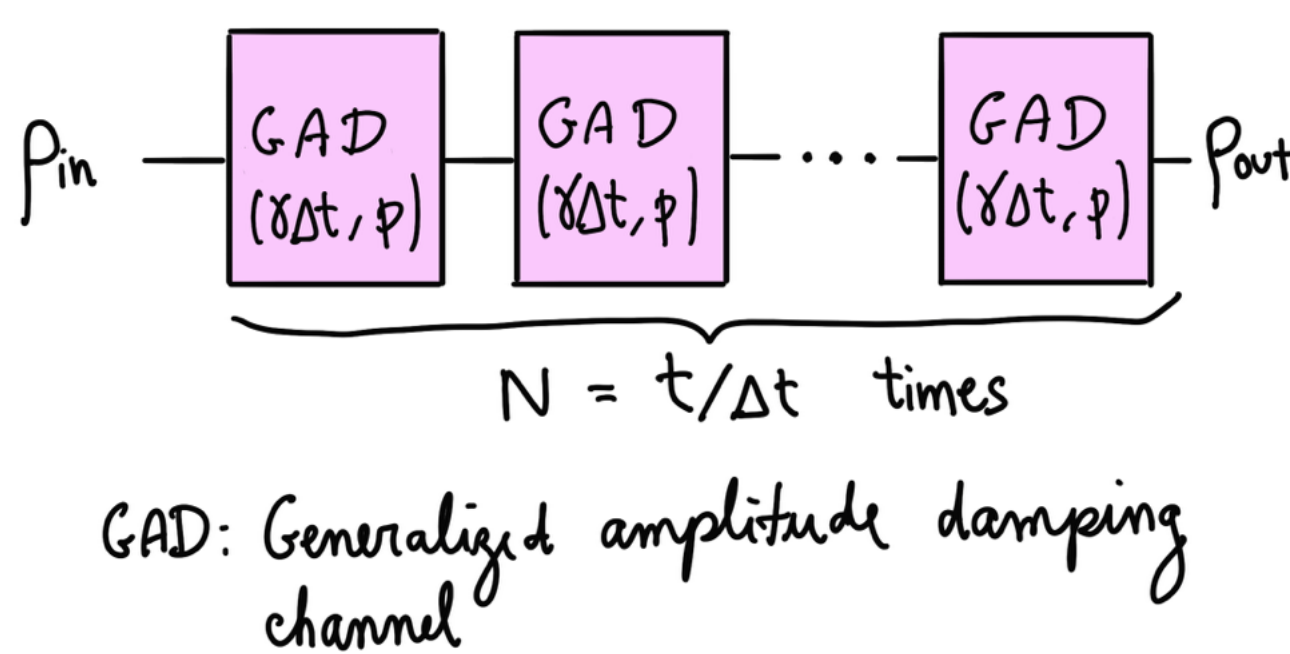 ρin
GAD
(γΔt, p)
GAD
(γΔt, p)
...
GAD
(γΔt, p)
ρout
N = t/Δt times
GAD: Generalized amplitude damping
channel